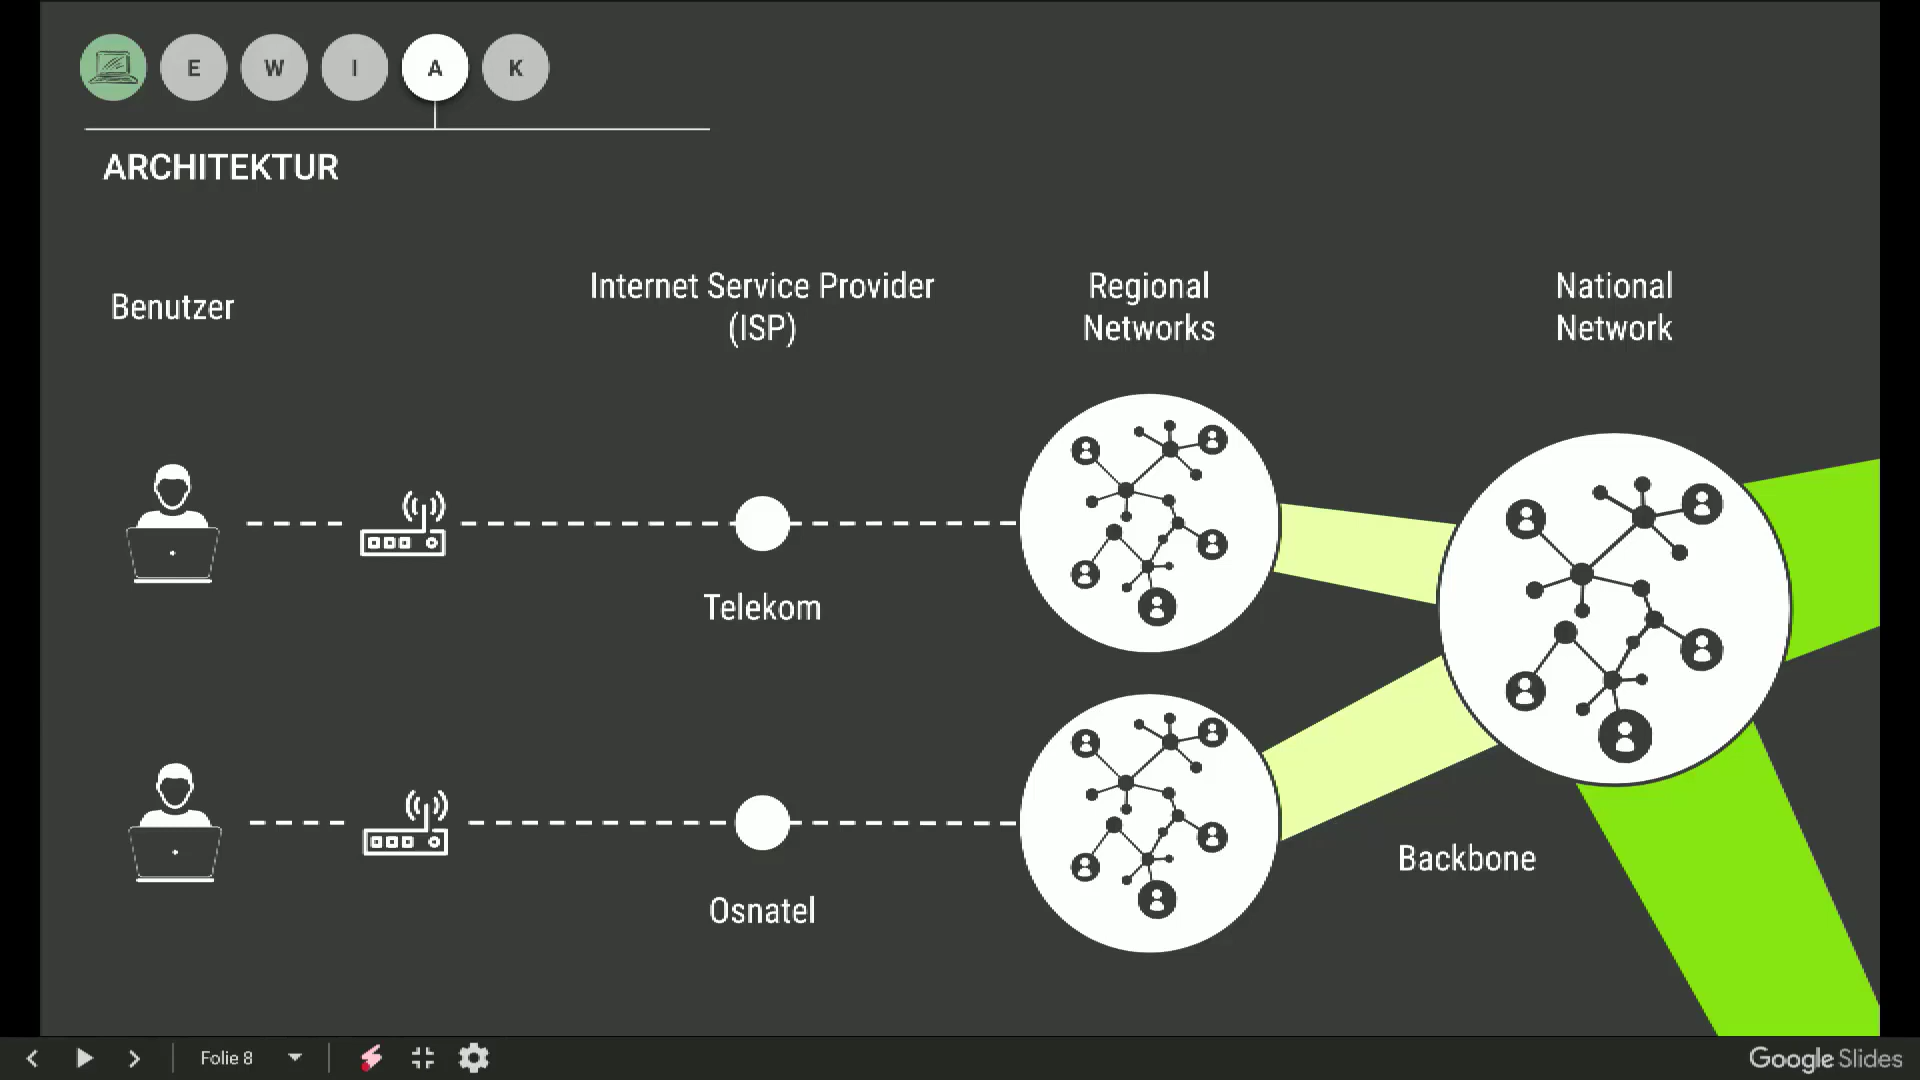 E W I A K
ARCHITEKTUR
Benutzer
Internet Service Provider
(ISP)
Regional
Networks
National
Network
Telekom
Osnatel
Backbone
Folie 8
Google Slides